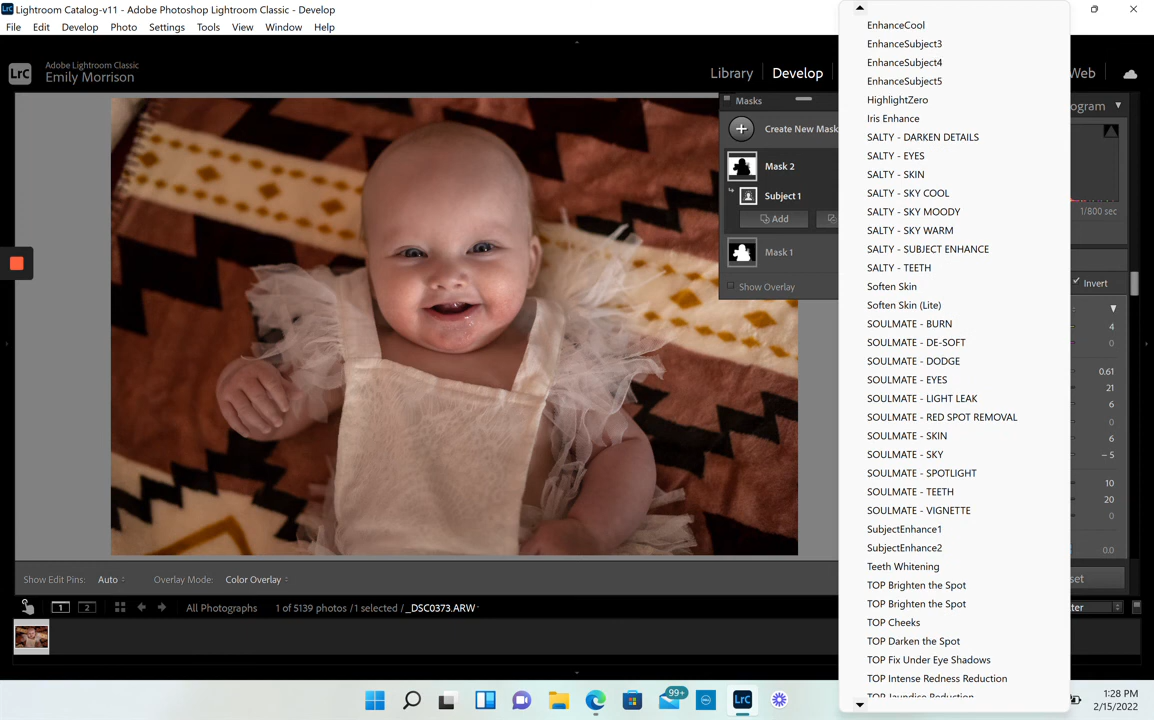 Lightroom Catalog-v11 - Adobe Photoshop Lightroom Classic - Develop
File Edit Develop Photo Settings Tools View Window Help
LrC
Adobe Lightroom Classic
Emily Morrison
Library Develop Web
Masks
Create New Mask
Mask 2
Subject 1
Add
Mask 1
Show Overlay
EnhanceCool
EnhanceSubject3
EnhanceSubject4
EnhanceSubject5
HighlightZero
Iris Enhance
SALTY - DARKEN DETAILS
SALTY - EYES
SALTY - SKIN
SALTY - SKY COOL
SALTY - SKY MOODY
SALTY - SKY WARM
SALTY - SUBJECT ENHANCE
SALTY - TEETH
Soften Skin
Soften Skin (Lite)
SOULMATE - BURN
SOULMATE - DE-SOFT
SOULMATE - DODGE
SOULMATE - EYES
SOULMATE - LIGHT LEAK
SOULMATE - RED SPOT REMOVAL
SOULMATE - SKIN
SOULMATE - SKY
SOULMATE - SPOTLIGHT
SOULMATE - TEETH
SOULMATE - VIGNETTE
SubjectEnhance1
SubjectEnhance2
Teeth Whitening
TOP Brighten the Spot
TOP Brighten the Spot
TOP Cheeks
TOP Darken the Spot
TOP Fix Under Eye Shadows
TOP Intense Redness Reduction
TOP Jaundice Reduction
ogram
1/800 sec
Invert
4
0
0.61
21
6
0
6
– 5
10
20
0
0.0
set
ter
Show Edit Pins: Auto Overlay Mode: Color Overlay
1 2 All Photographs 1 of 5139 photos /1 selected /_DSC0373.ARW
99+
LrC
1:28 PM
2/15/2022